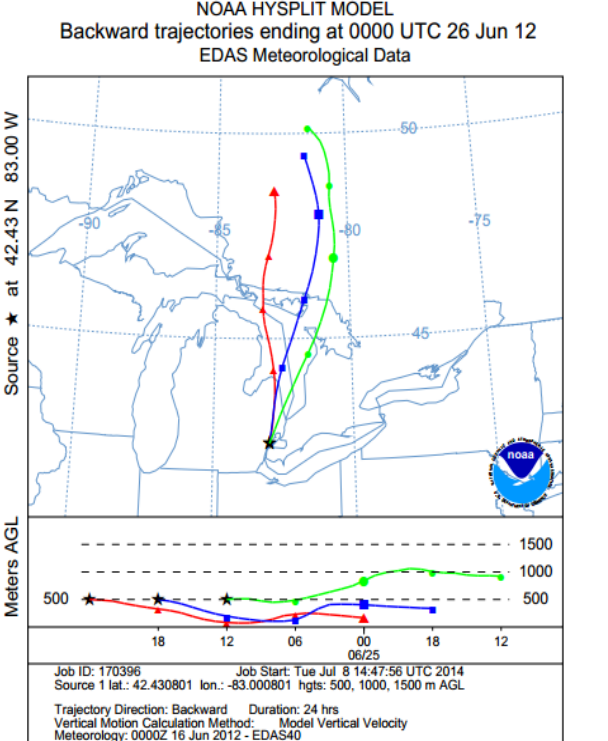 NOAA HYSPLIT MODEL
Backward trajectories ending at 0000 UTC 26 Jun 12
EDAS Meteorological Data
Source ★ at 42.43 N 83.00 W
50
-90
-85
-80
-75
45
noaa
Meters AGL
1500
1000
500
500
18
12
06
00
18
12
06/25
Job ID: 170396 Job Start: Tue Jul 8 14:47:56 UTC 2014
Source 1 lat.: 42.430801 lon.: -83.000801 hgts: 500, 1000, 1500 m AGL
Trajectory Direction: Backward Duration: 24 hrs
Vertical Motion Calculation Method: Model Vertical Velocity
Meteorology: 0000Z 16 Jun 2012 - EDAS40